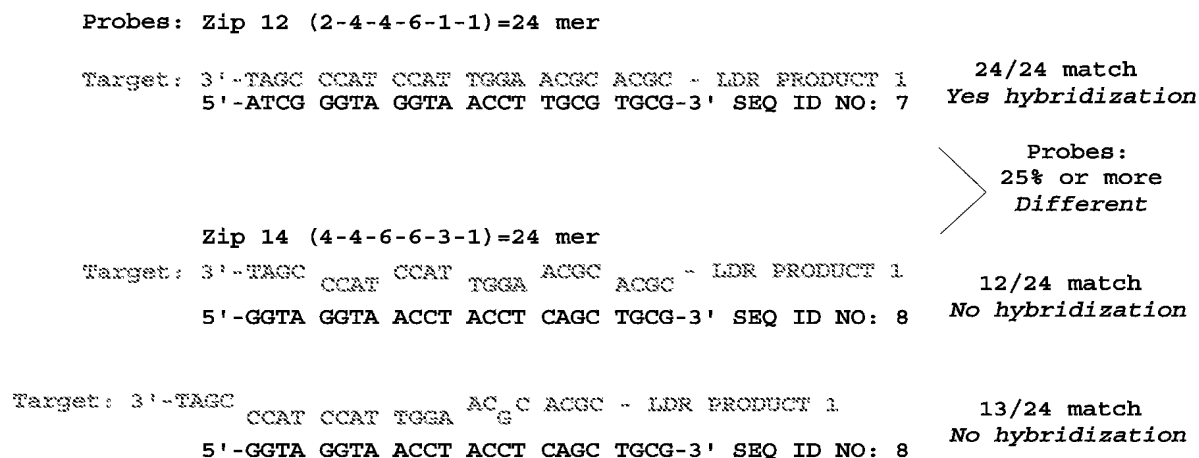 Probes: Zip 12 (2-4-4-6-1-1)=24 mer
Target: 3'-TAGC CCAT CCAT TGGA ACGC ACGC - LDR PRODUCT 1
5'-ATCG GGTA GGTA ACCT TGCG TGCG-3' SEQ ID NO: 7
24/24 match
Yes hybridization
Probes:
25% or more
Different
Zip 14 (4-4-6-6-3-1)=24 mer
Target: 3'-TAGC CCAT CCAT TGGA ACGC ACGC - LDR PRODUCT 1
5'-GGTA GGTA ACCT ACCT CAGC TGCG-3' SEQ ID NO: 8
12/24 match
No hybridization
Target: 3'-TAGC CCAT CCAT TGGA ACGC ACGC - LDR PRODUCT 1
5'-GGTA GGTA ACCT ACCT CAGC TGCG-3' SEQ ID NO: 8
13/24 match
No hybridization